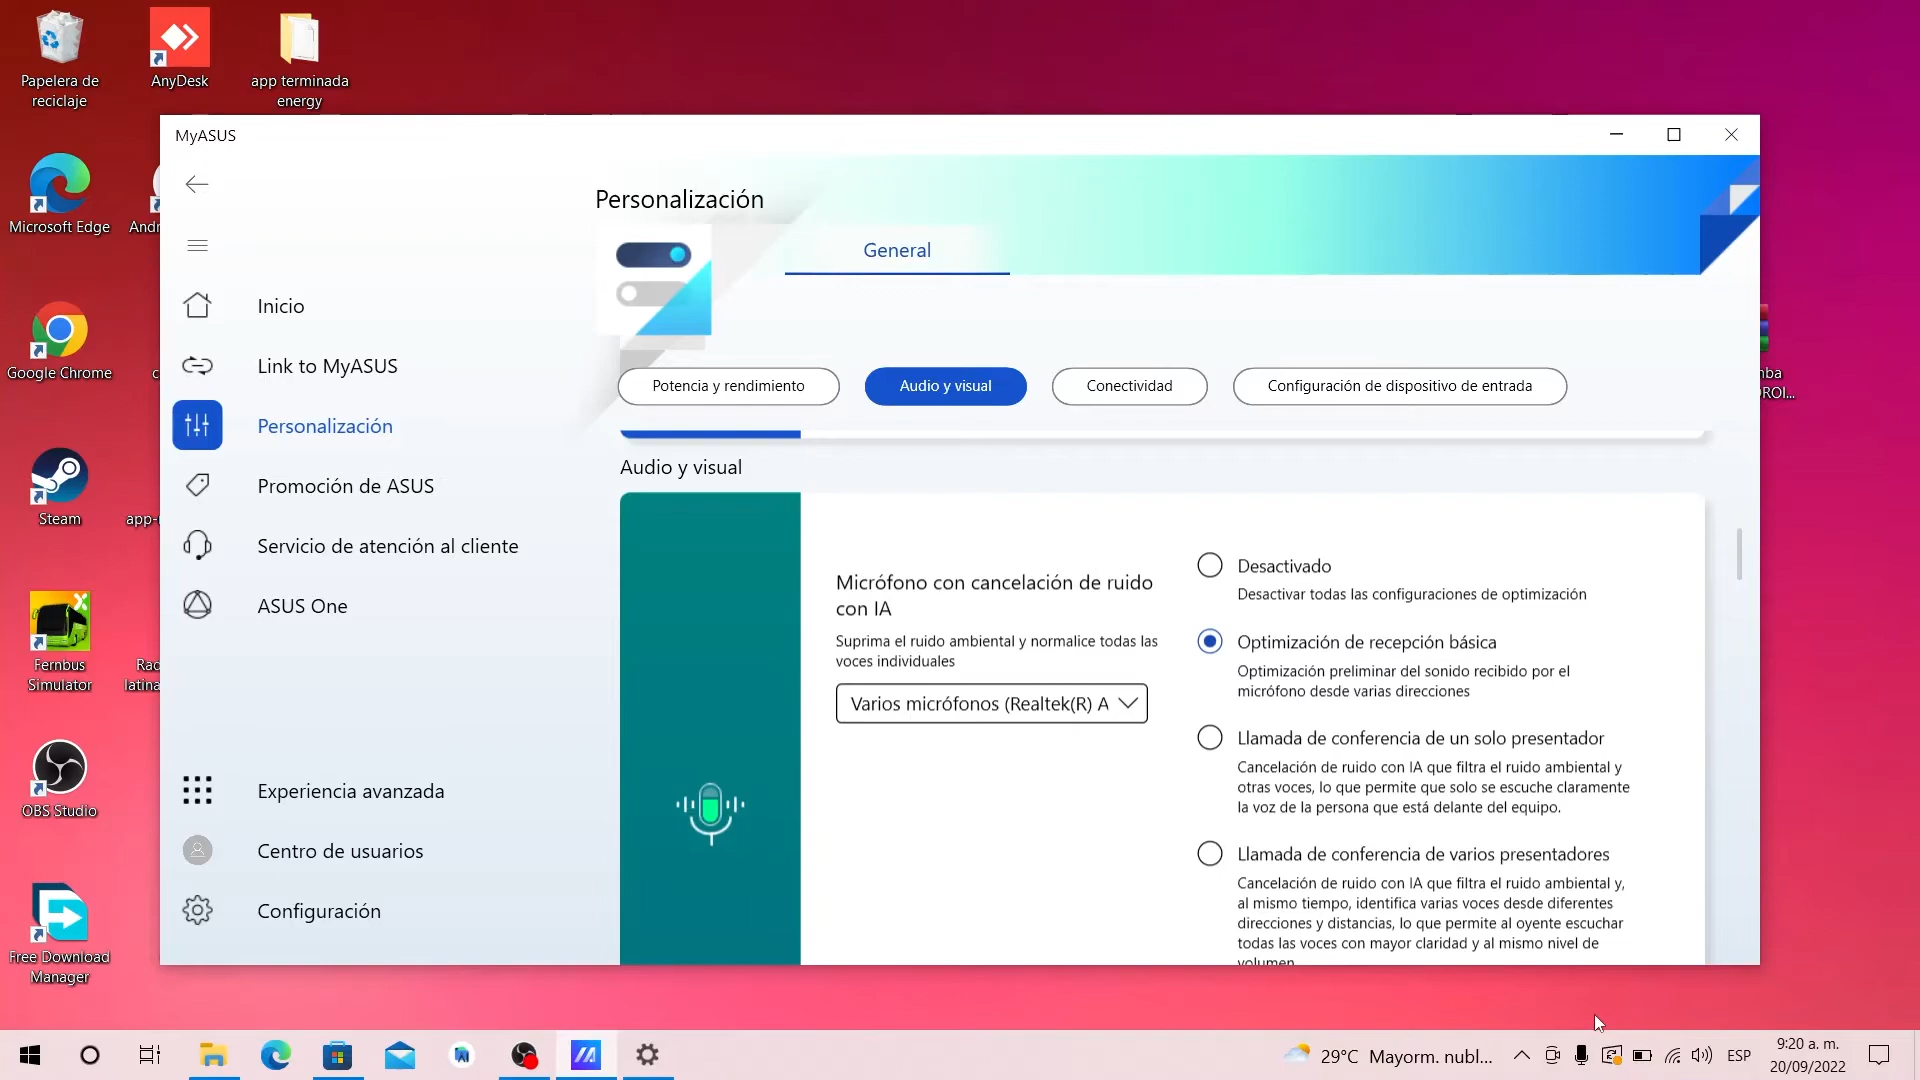 Papelera de
reciclaje
AnyDesk
app terminada
energy
Microsoft Edge
Google Chrome
Steam
Fernbus
Simulator
OBS Studio
Free Download
Manager
MyASUS
Inicio
Link to MyASUS
Personalización
Promoción de ASUS
Servicio de atención al cliente
ASUS One
Experiencia avanzada
Centro de usuarios
Configuración
Personalización
General
Potencia y rendimiento
Audio y visual
Conectividad
Configuración de dispositivo de entrada
Audio y visual
Micrófono con cancelación de ruido
con IA
Suprima el ruido ambiental y normalice todas las
voces individuales
Varios micrófonos (Realtek(R) A
Desactivado
Desactivar todas las configuraciones de optimización
Optimización de recepción básica
Optimización preliminar del sonido recibido por el
micrófono desde varias direcciones
Llamada de conferencia de un solo presentador
Cancelación de ruido con IA que filtra el ruido ambiental y
otras voces, lo que permite que solo se escuche claramente
la voz de la persona que está delante del equipo.
Llamada de conferencia de varios presentadores
Cancelación de ruido con IA que filtra el ruido ambiental y,
al mismo tiempo, identifica varias voces desde diferentes
direcciones y distancias, lo que permite al oyente escuchar
todas las voces con mayor claridad y al mismo nivel de
volumen
29°C Mayorm. nubl...
ESP
9:20 a. m.
20/09/2022